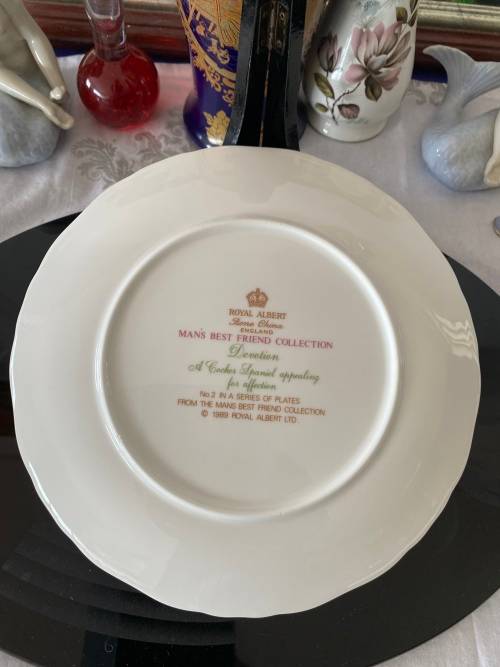 ROYAL ALBERT
Bone China
ENGLAND
MAN'S BEST FRIEND COLLECTION
Devotion
A Cocker Spaniel appealing
for affection
No.2 IN A SERIES OF PLATES
FROM THE MANS BEST FRIEND COLLECTION
© 1989 ROYAL ALBERT LTD